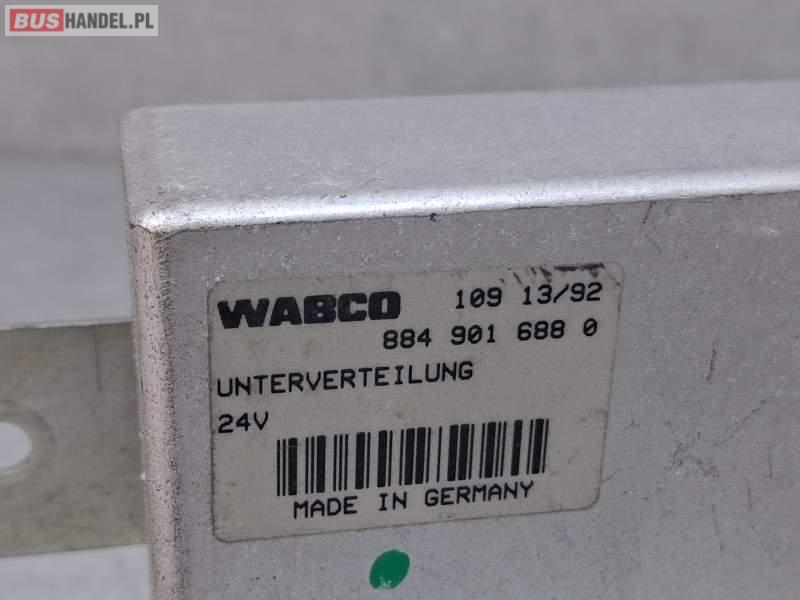 BUSHANDEL.PL
WABCO 109 13/92
884 901 688 0
UNTERVERTEILUNG
24V
MADE IN GERMANY